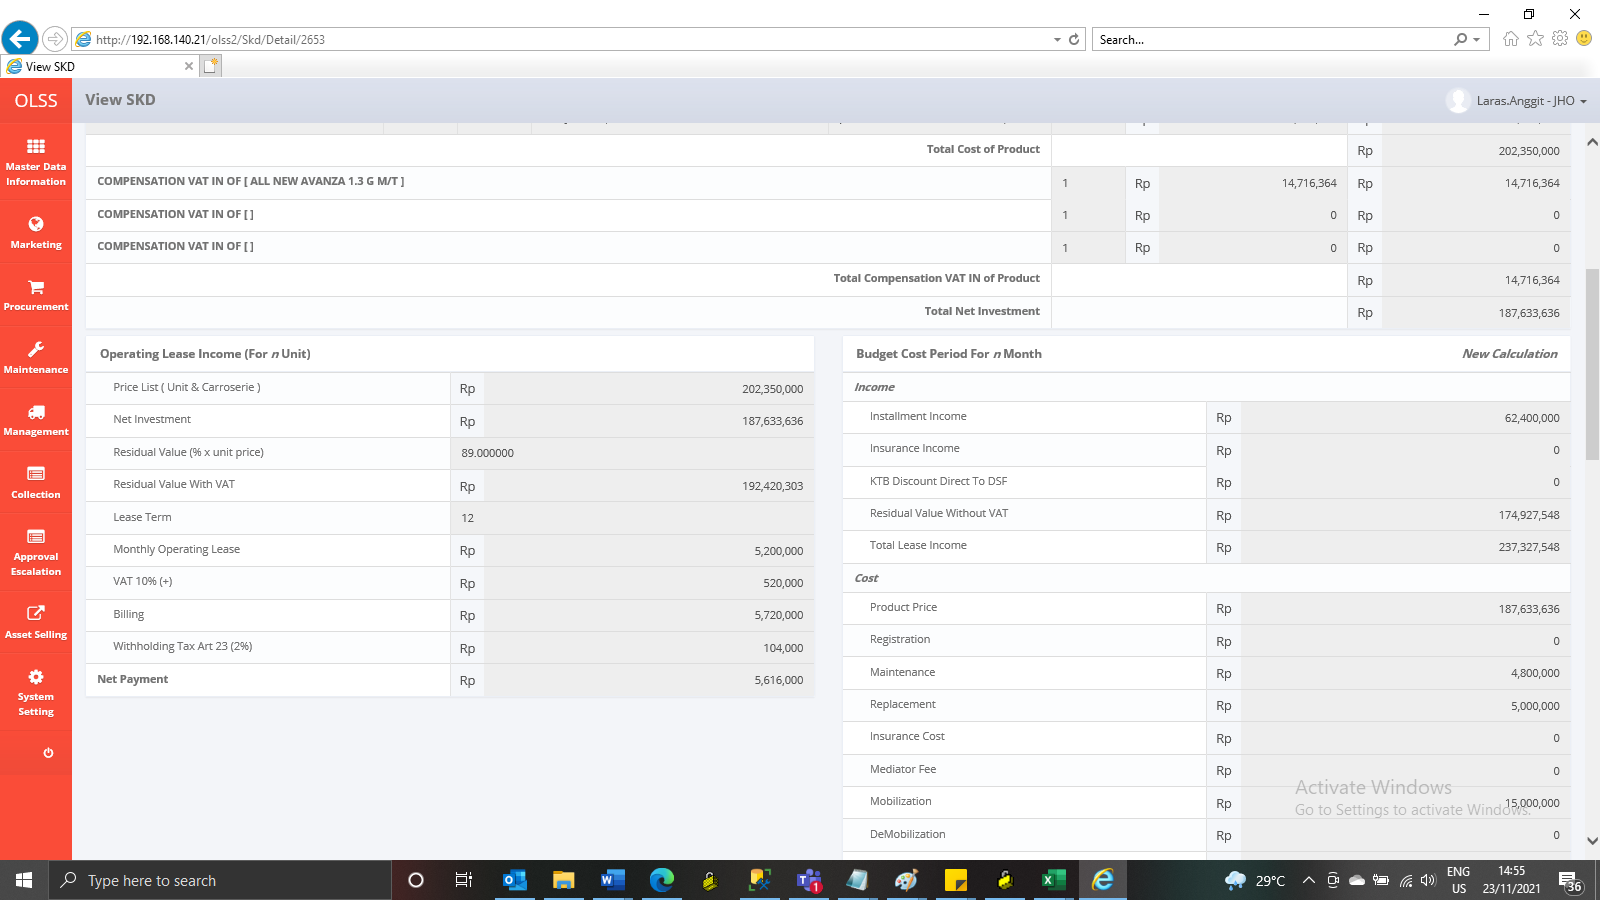 http://192.168.140.21/olss2/Skd/Detail/2653
Search...
View SKD
OLSS
View SKD
Laras.Anggit - JHO
Master Data Information
Marketing
Procurement
Maintenance
Management
Collection
Approval Escalation
Asset Selling
System Setting
Total Cost of Product Rp 202,350,000
COMPENSATION VAT IN OF [ ALL NEW AVANZA 1.3 G M/T ] 1 Rp 14,716,364 Rp 14,716,364
COMPENSATION VAT IN OF [ ] 1 Rp 0 Rp 0
COMPENSATION VAT IN OF [ ] 1 Rp 0 Rp 0
Total Compensation VAT IN of Product Rp 14,716,364
Total Net Investment Rp 187,633,636
Operating Lease Income (For n Unit)
Price List ( Unit & Carroserie ) Rp 202,350,000
Net Investment Rp 187,633,636
Residual Value (% x unit price) 89.000000
Residual Value With VAT Rp 192,420,303
Lease Term 12
Monthly Operating Lease Rp 5,200,000
VAT 10% (+) Rp 520,000
Billing Rp 5,720,000
Withholding Tax Art 23 (2%) Rp 104,000
Net Payment Rp 5,616,000
Budget Cost Period For n Month New Calculation
Income
Installment Income Rp 62,400,000
Insurance Income Rp 0
KTB Discount Direct To DSF Rp 0
Residual Value Without VAT Rp 174,927,548
Total Lease Income Rp 237,327,548
Cost
Product Price Rp 187,633,636
Registration Rp 0
Maintenance Rp 4,800,000
Replacement Rp 5,000,000
Insurance Cost Rp 0
Mediator Fee Rp 0
Mobilization Rp 15,000,000
DeMobilization Rp 0
Activate Windows
Go to Settings to activate Windows.
Type here to search
1
29°C
ENG
US
14:55
23/11/2021
36